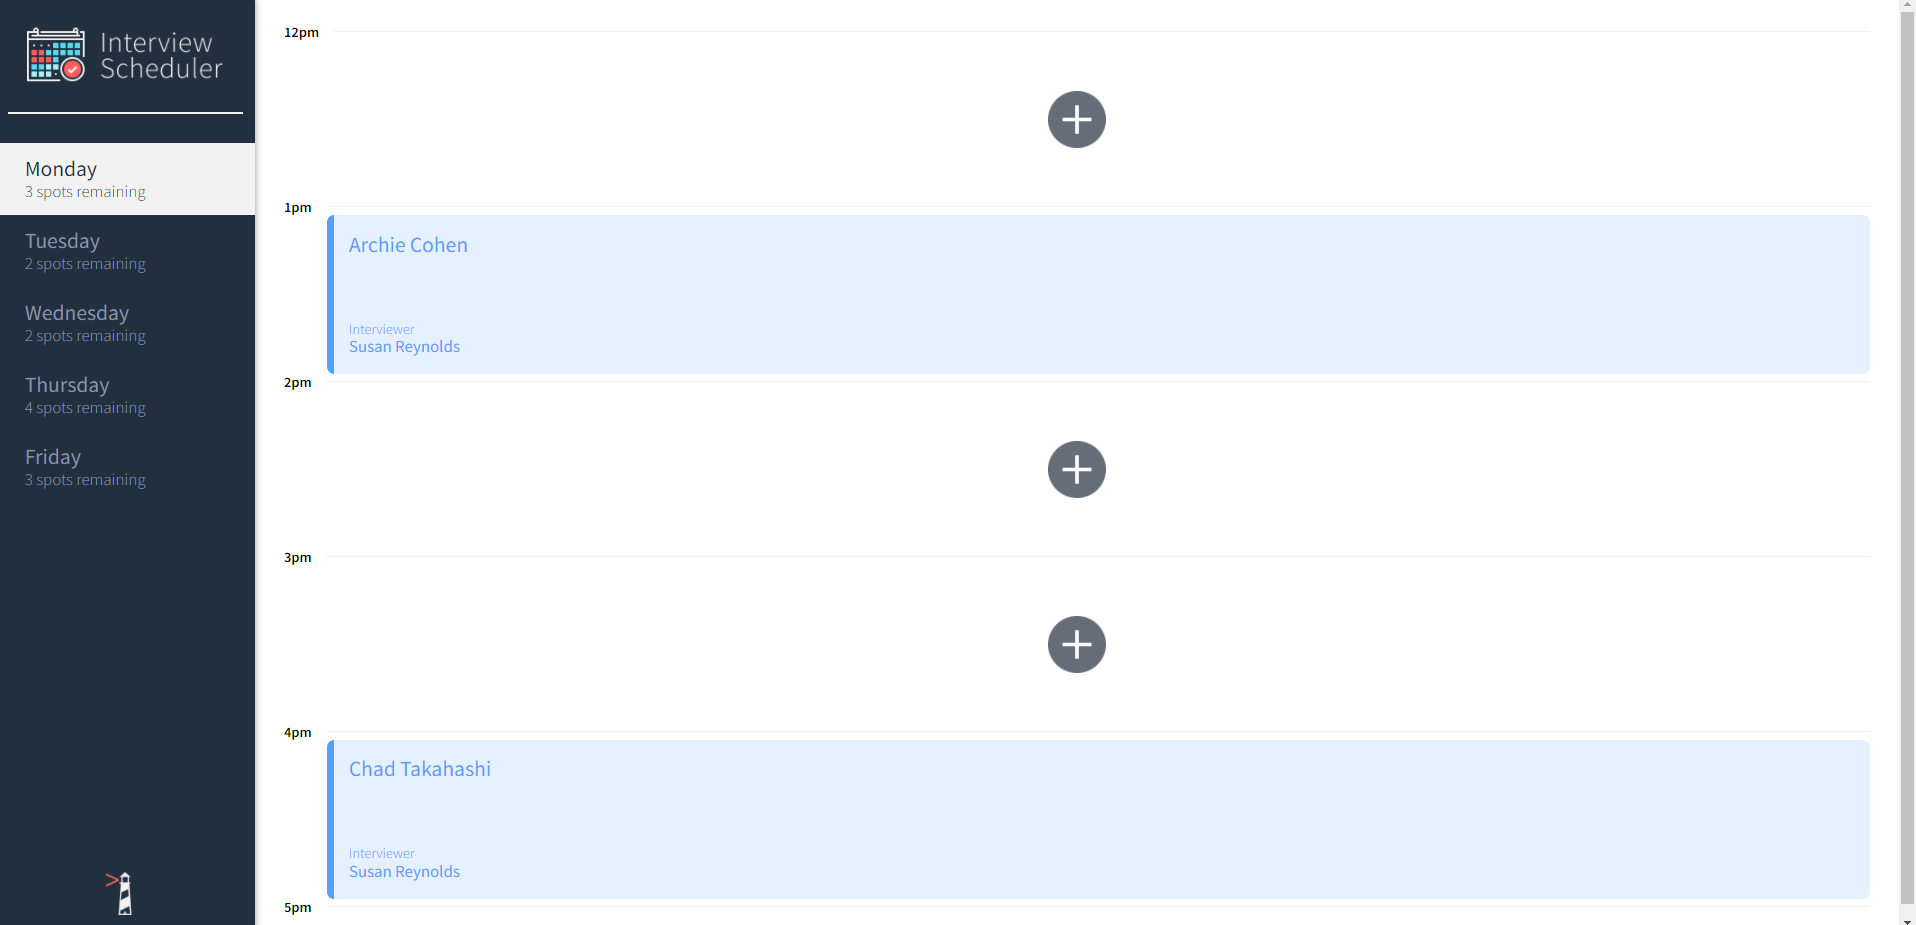 Interview
Scheduler
Monday
3 spots remaining
Tuesday
2 spots remaining
Wednesday
2 spots remaining
Thursday
4 spots remaining
Friday
3 spots remaining
12pm
1pm
Archie Cohen
Interviewer
Susan Reynolds
2pm
3pm
4pm
Chad Takahashi
Interviewer
Susan Reynolds
5pm